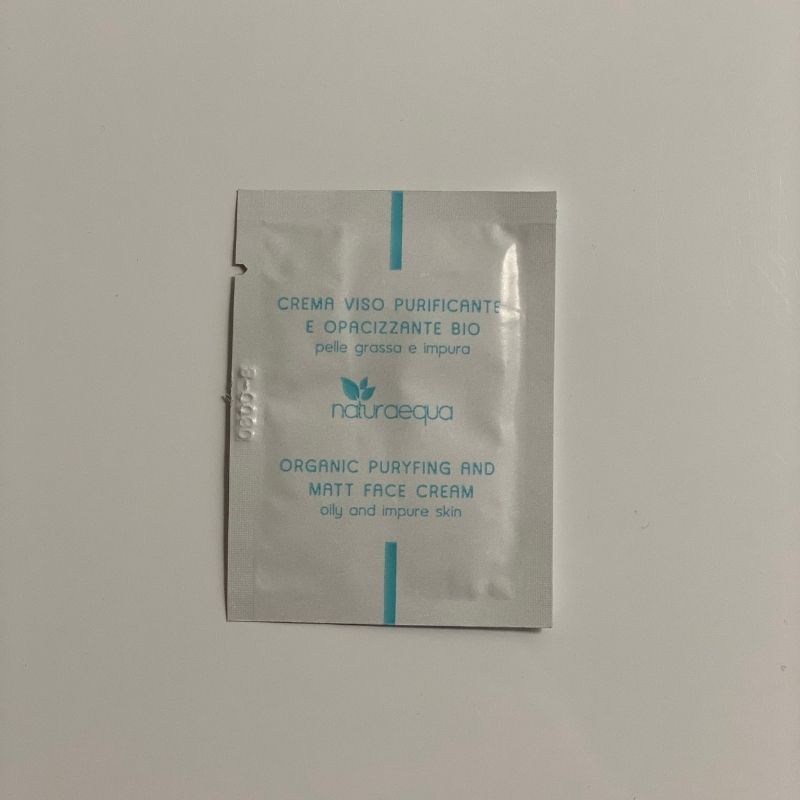 CREMA VISO PURIFICANTE
E OPACIZZANTE BIO
pelle grassa e impura
naturaequa
ORGANIC PURYFING AND
MATT FACE CREAM
oily and impure skin